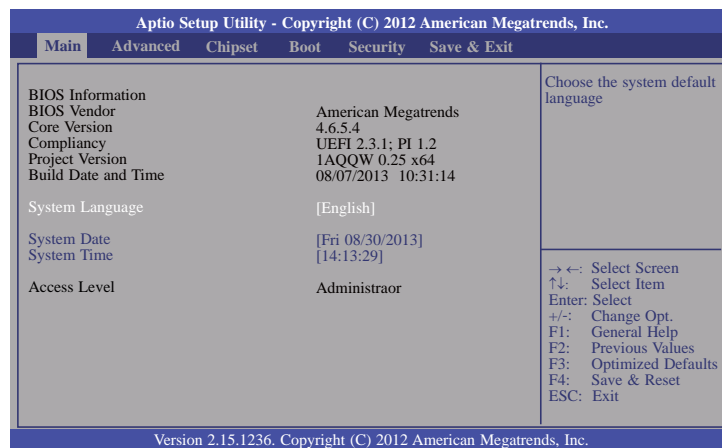 Aptio Setup Utility - Copyright (C) 2012 American Megatrends, Inc.
Main Advanced Chipset Boot Security Save & Exit
BIOS Information
BIOS Vendor American Megatrends
Core Version 4.6.5.4
Compliancy UEFI 2.3.1; PI 1.2
Project Version 1AQQW 0.25 x64
Build Date and Time 08/07/2013 10:31:14
System Language [English]
System Date [Fri 08/30/2013]
System Time [14:13:29]
Access Level Administraor
Choose the system default
language
→ ←: Select Screen
↑↓: Select Item
Enter: Select
+/-: Change Opt.
F1: General Help
F2: Previous Values
F3: Optimized Defaults
F4: Save & Reset
ESC: Exit
Version 2.15.1236. Copyright (C) 2012 American Megatrends, Inc.